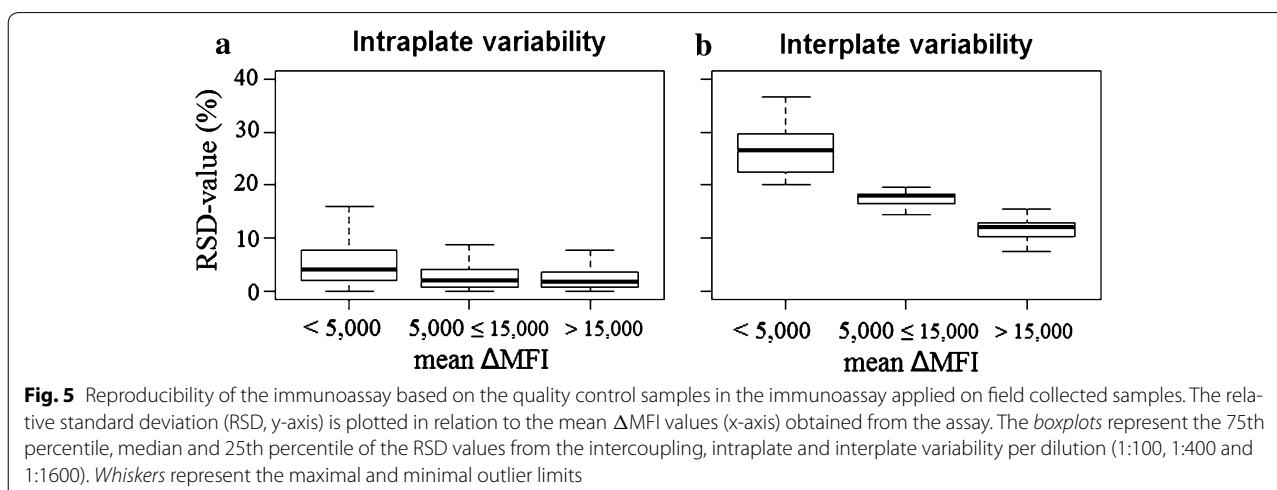 a Intraplate variability
b Interplate variability
RSD-value (%)
40
30
20
10
0
< 5,000 5,000 ≤ 15,000 > 15,000
mean ΔMFI
< 5,000 5,000 ≤ 15,000 > 15,000
mean ΔMFI
Fig. 5 Reproducibility of the immunoassay based on the quality control samples in the immunoassay applied on field collected samples. The rela-
tive standard deviation (RSD, y-axis) is plotted in relation to the mean ΔMFI values (x-axis) obtained from the assay. The boxplots represent the 75th
percentile, median and 25th percentile of the RSD values from the intercoupling, intraplate and interplate variability per dilution (1:100, 1:400 and
1:1600). Whiskers represent the maximal and minimal outlier limits